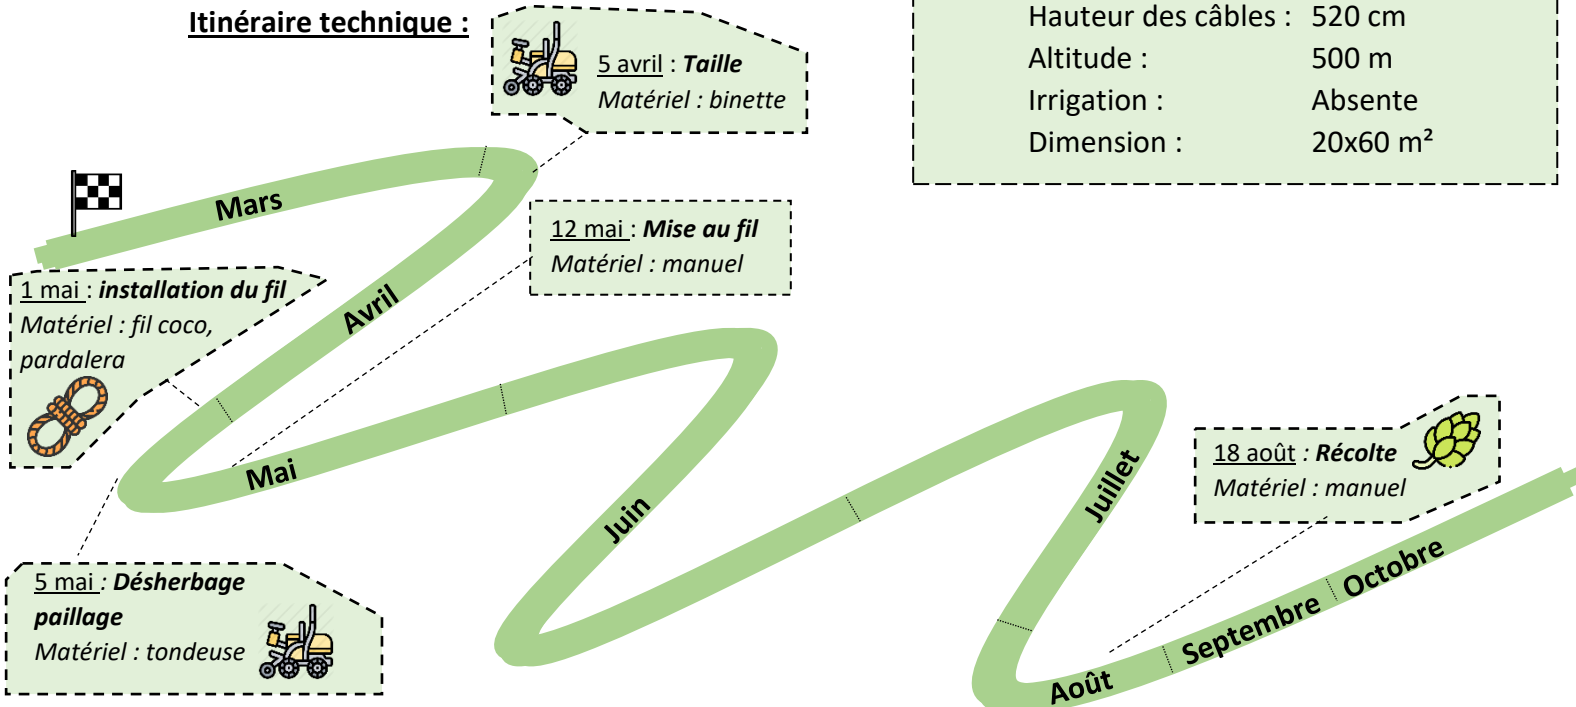 Itinéraire technique :
5 avril : Taille
Matériel : binette
Hauteur des câbles : 520 cm
Altitude : 500 m
Irrigation : Absente
Dimension : 20x60 m²
Mars
12 mai : Mise au fil
Matériel : manuel
1 mai : installation du fil
Matériel : fil coco,
pardalera
Avril
Mai
Juin
Juillet
18 août : Récolte
Matériel : manuel
5 mai : Désherbage
paillage
Matériel : tondeuse
Août
Septembre
Octobre